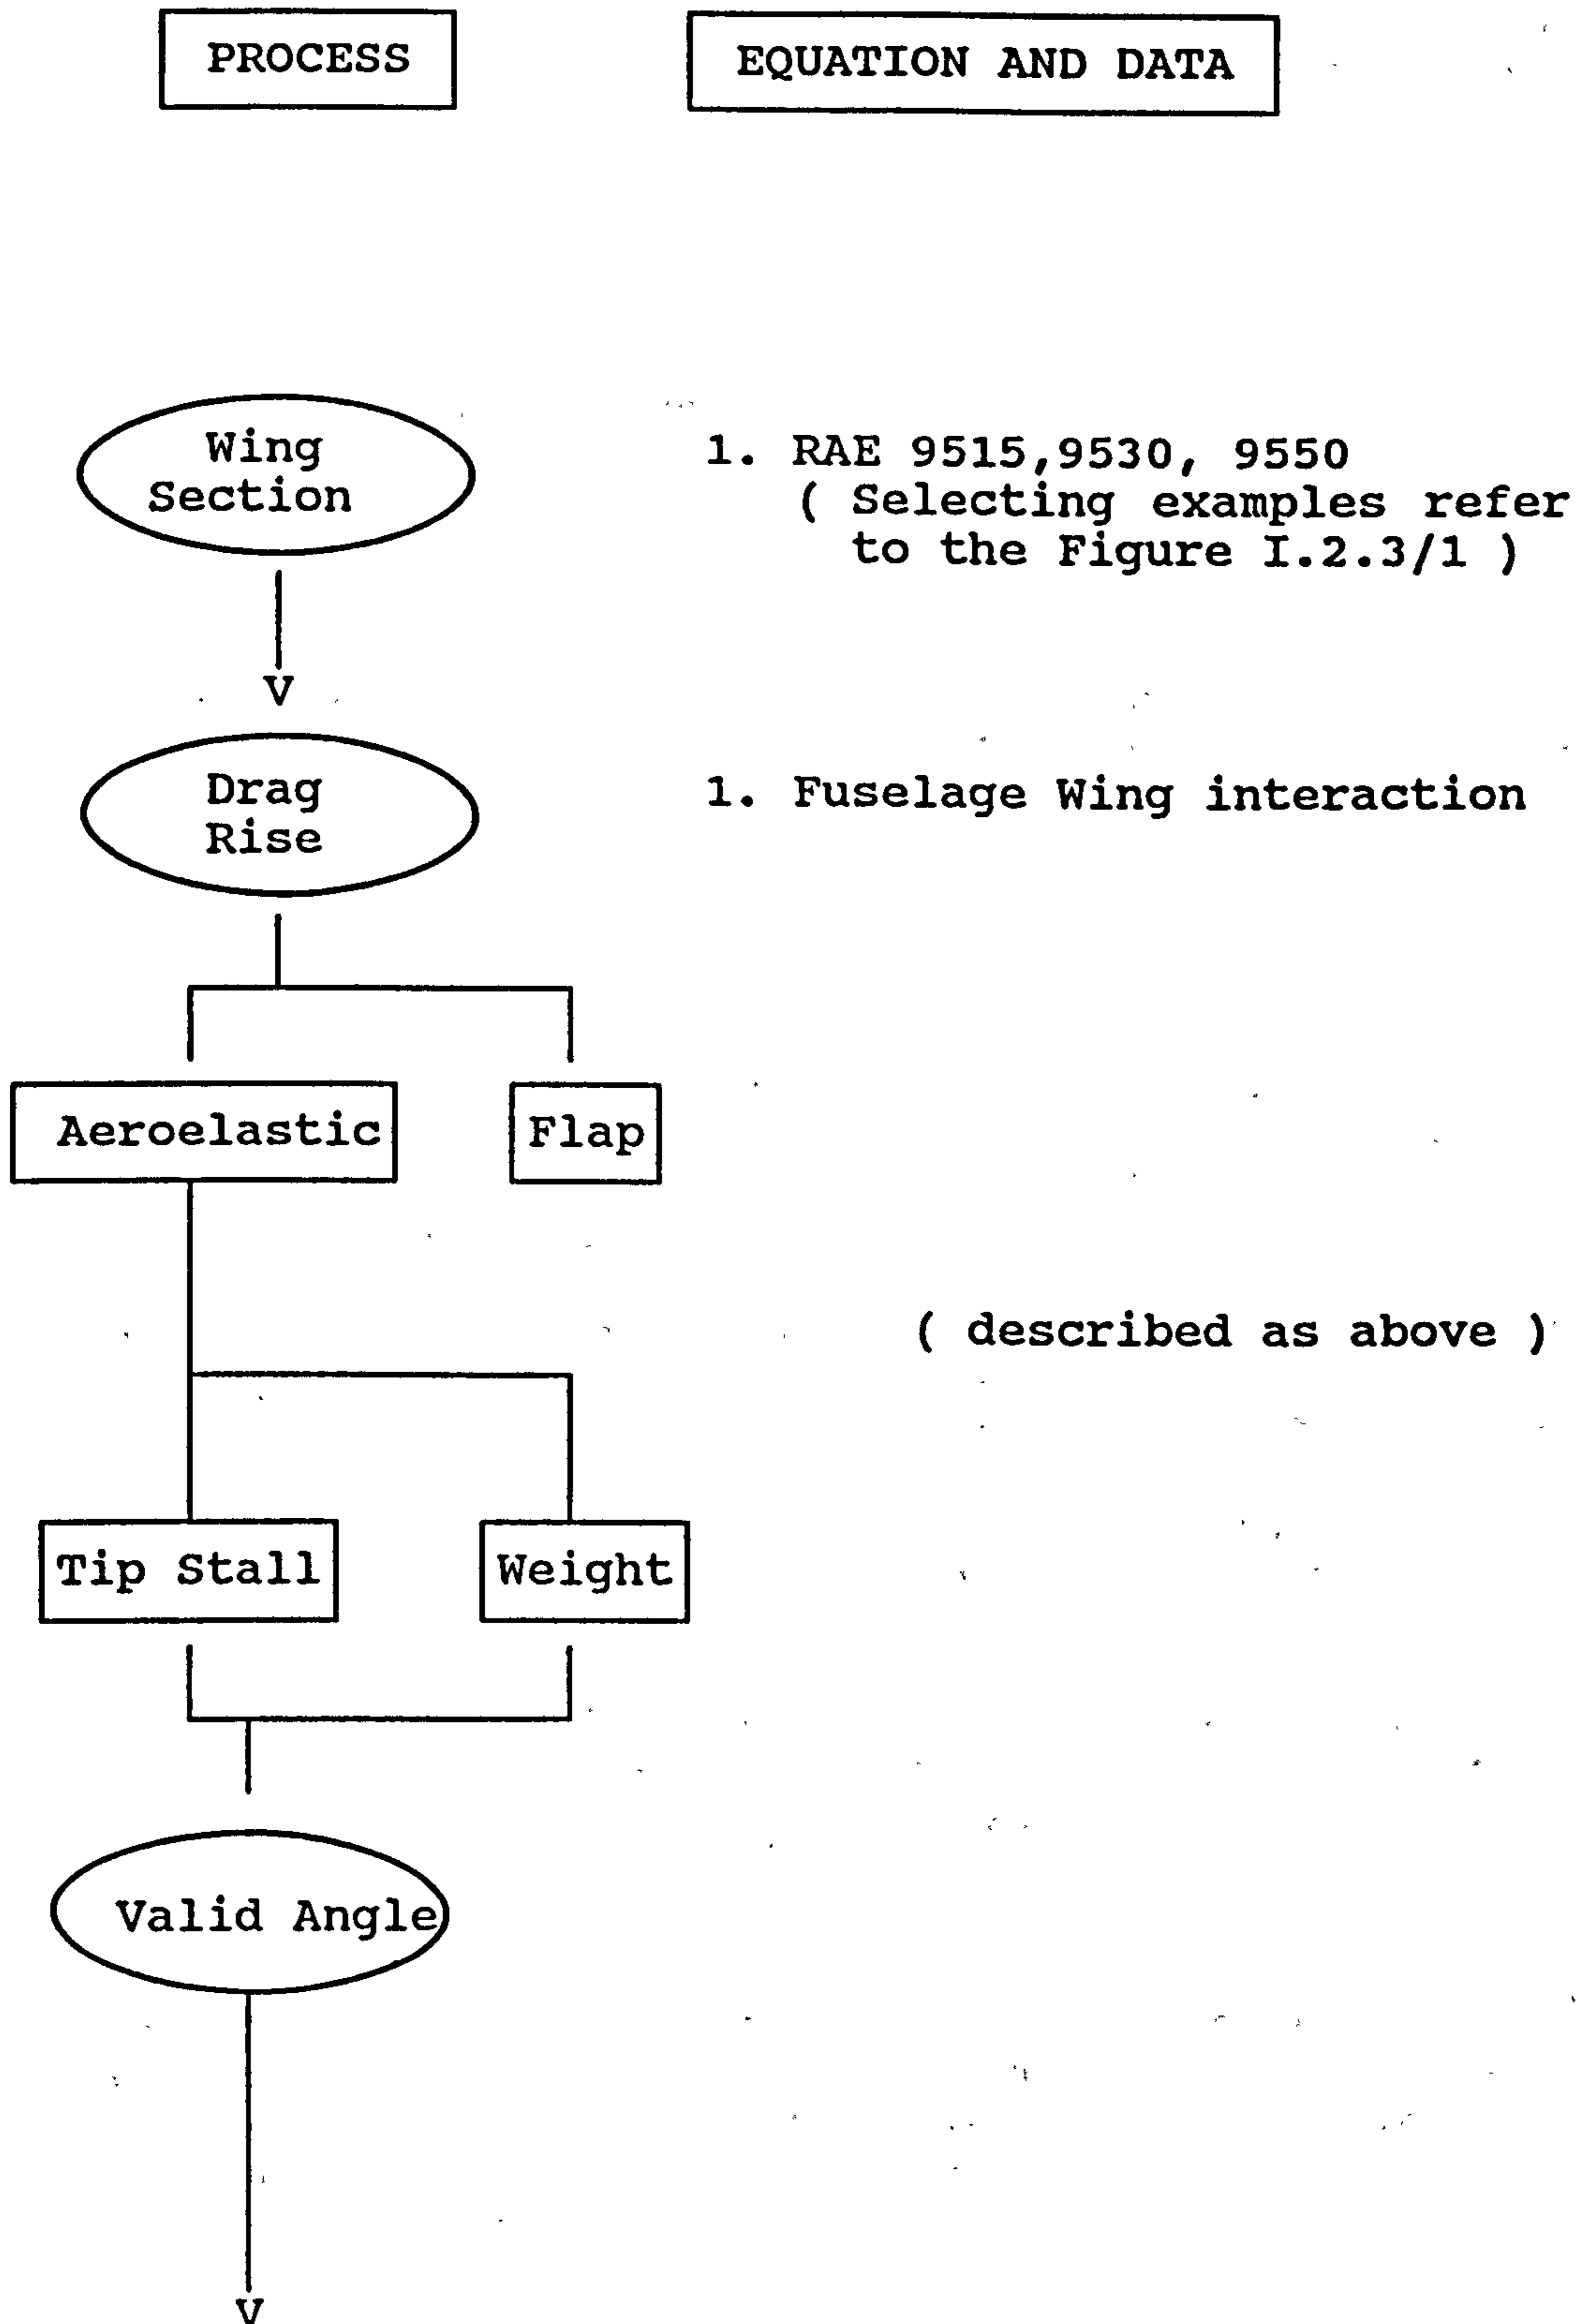 PROCESS
EQUATION AND DATA
Wing
Section
1. RAE 9515,9530, 9550
( Selecting examples refer
to the Figure I.2.3/1 )
V
Drag
Rise
1. Fuselage Wing interaction
Aeroelastic
Flap
( described as above )
Tip Stall
Weight
Valid Angle
V